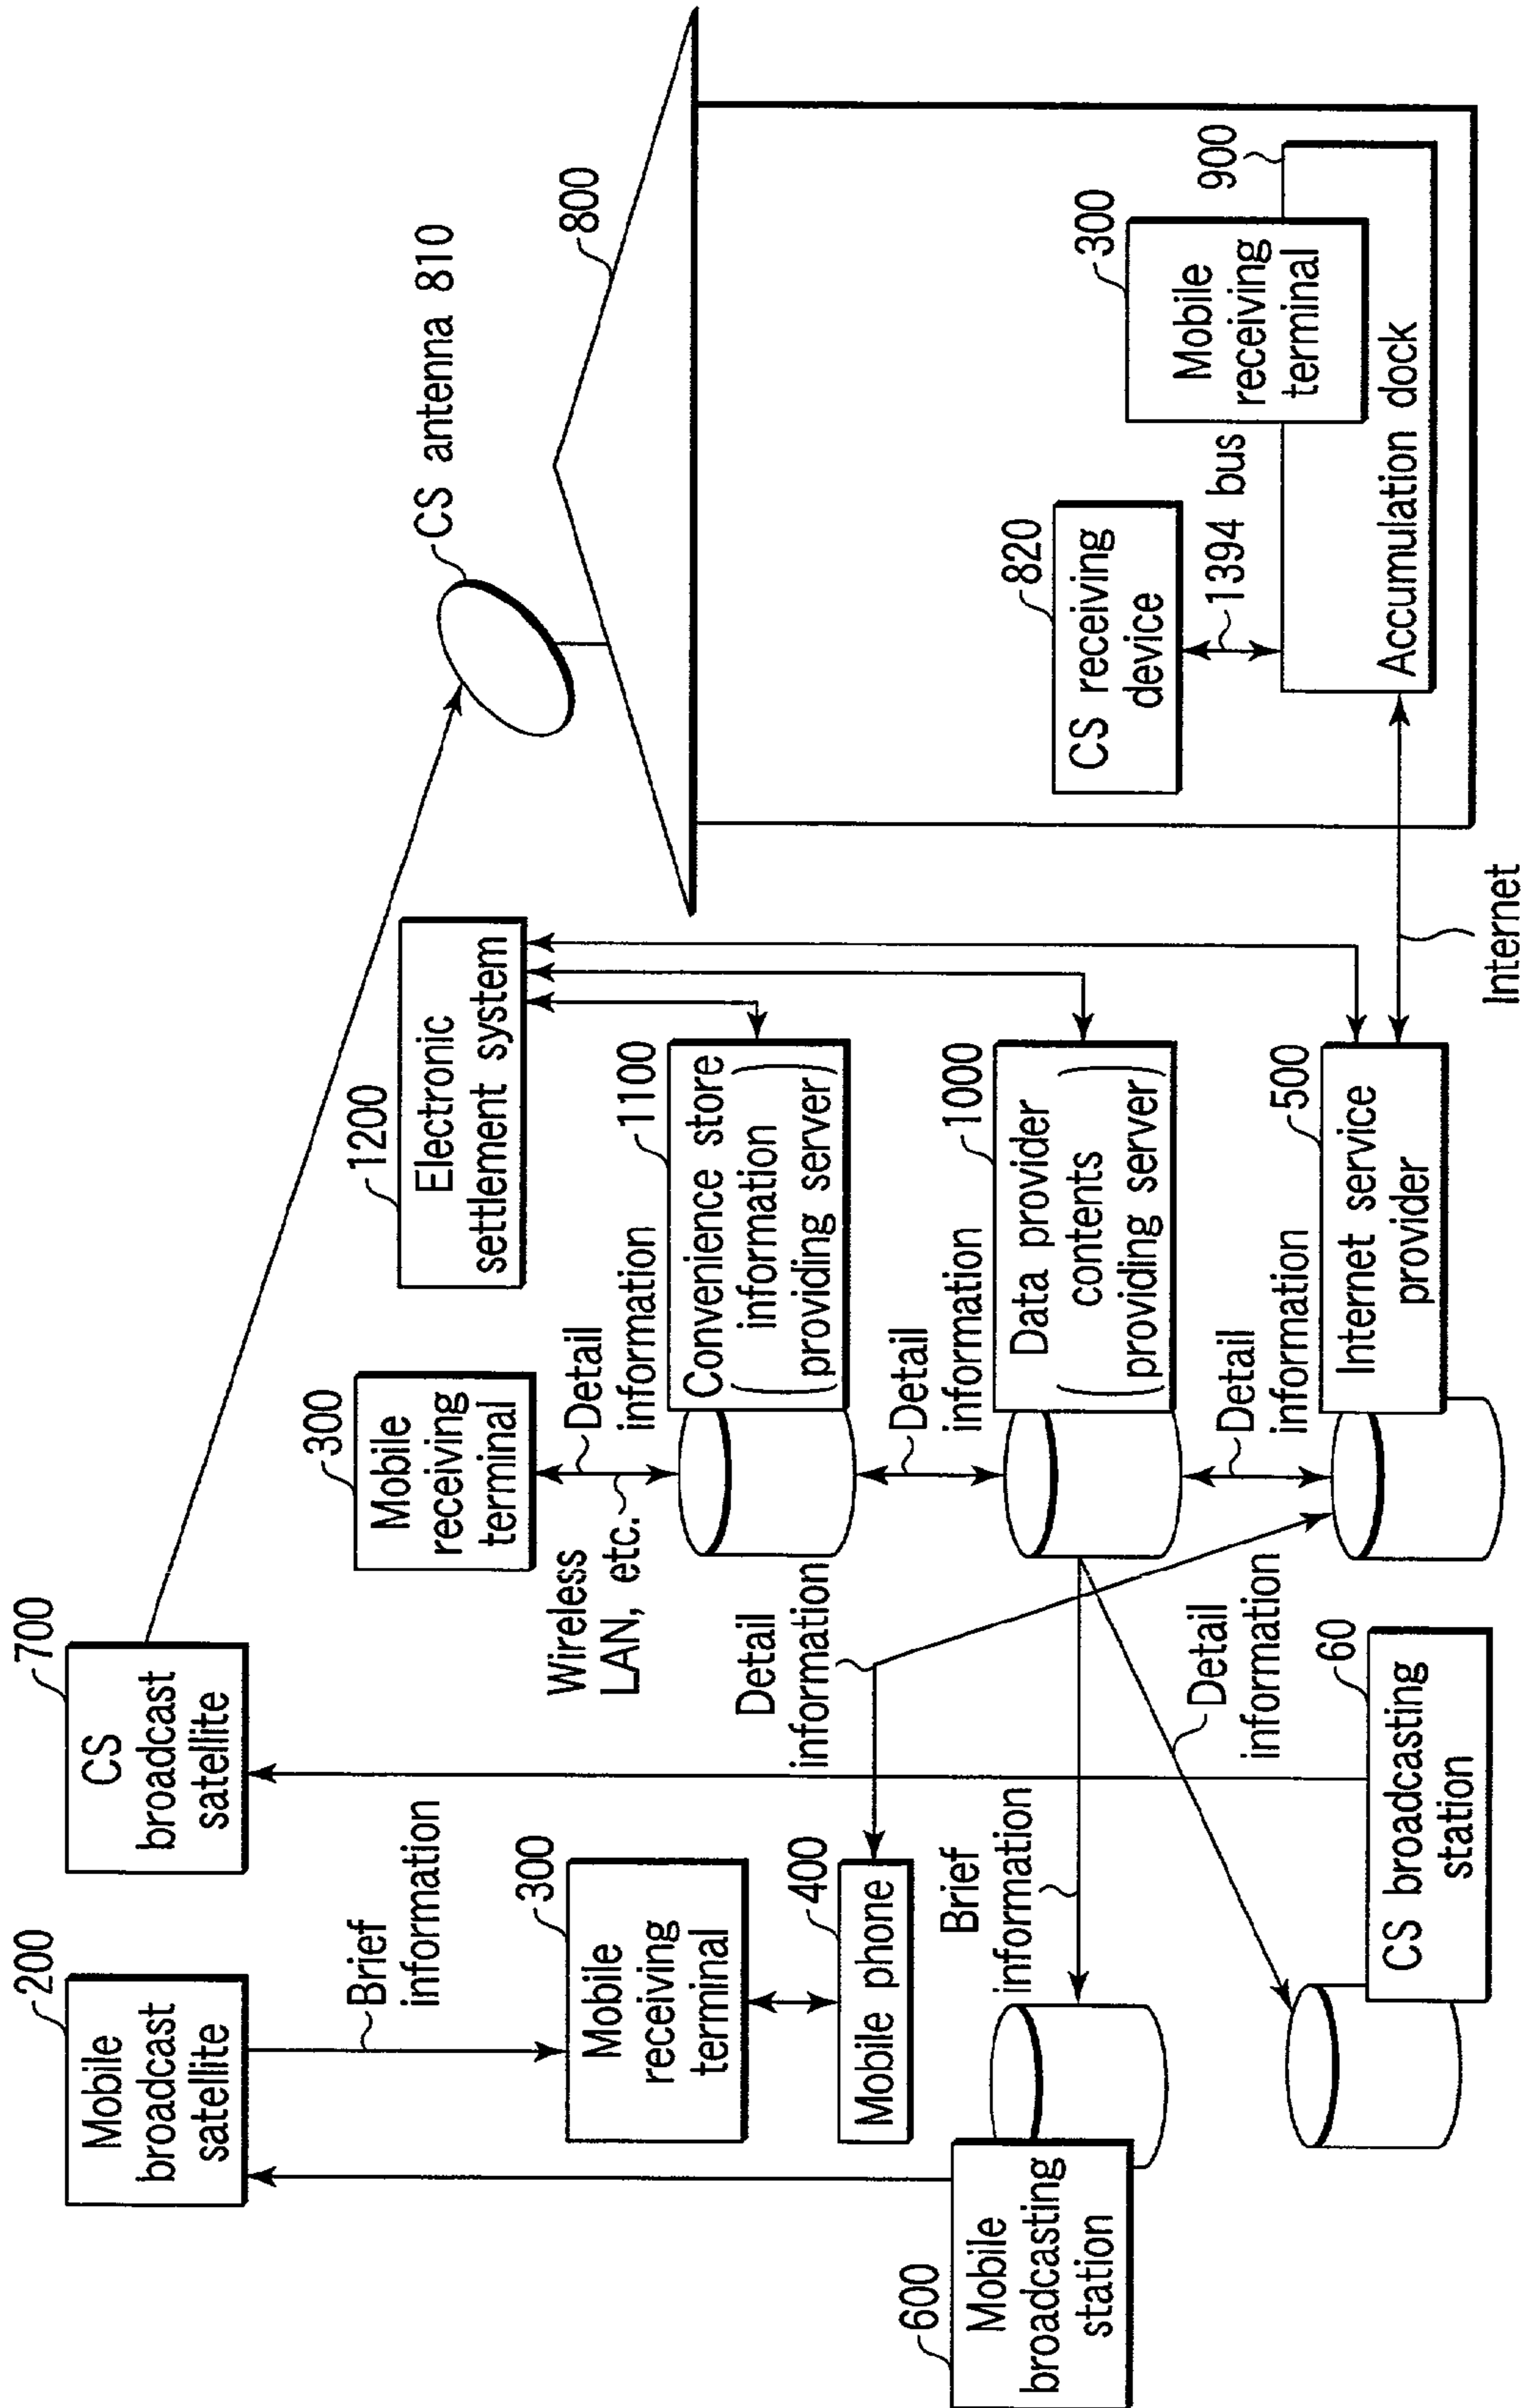 200
Mobile
broadcast
satellite
700
CS
broadcast
satellite
Brief
information
300
Mobile
receiving
terminal
400
Mobile phone
600
Mobile
broadcasting
station
Brief
information
60
CS broadcasting
station
Detail
information
Detail
information
300
Mobile
receiving
terminal
Wireless
LAN, etc.
Detail
information
1100
Convenience store
information
providing server
Detail
information
1000
Data provider
contents
providing server
Detail
information
500
Internet service
provider
1200
Electronic
settlement system
Internet
CS antenna 810
800
820
CS receiving
device
1394 bus
300
Mobile
receiving
terminal
900
Accumulation dock